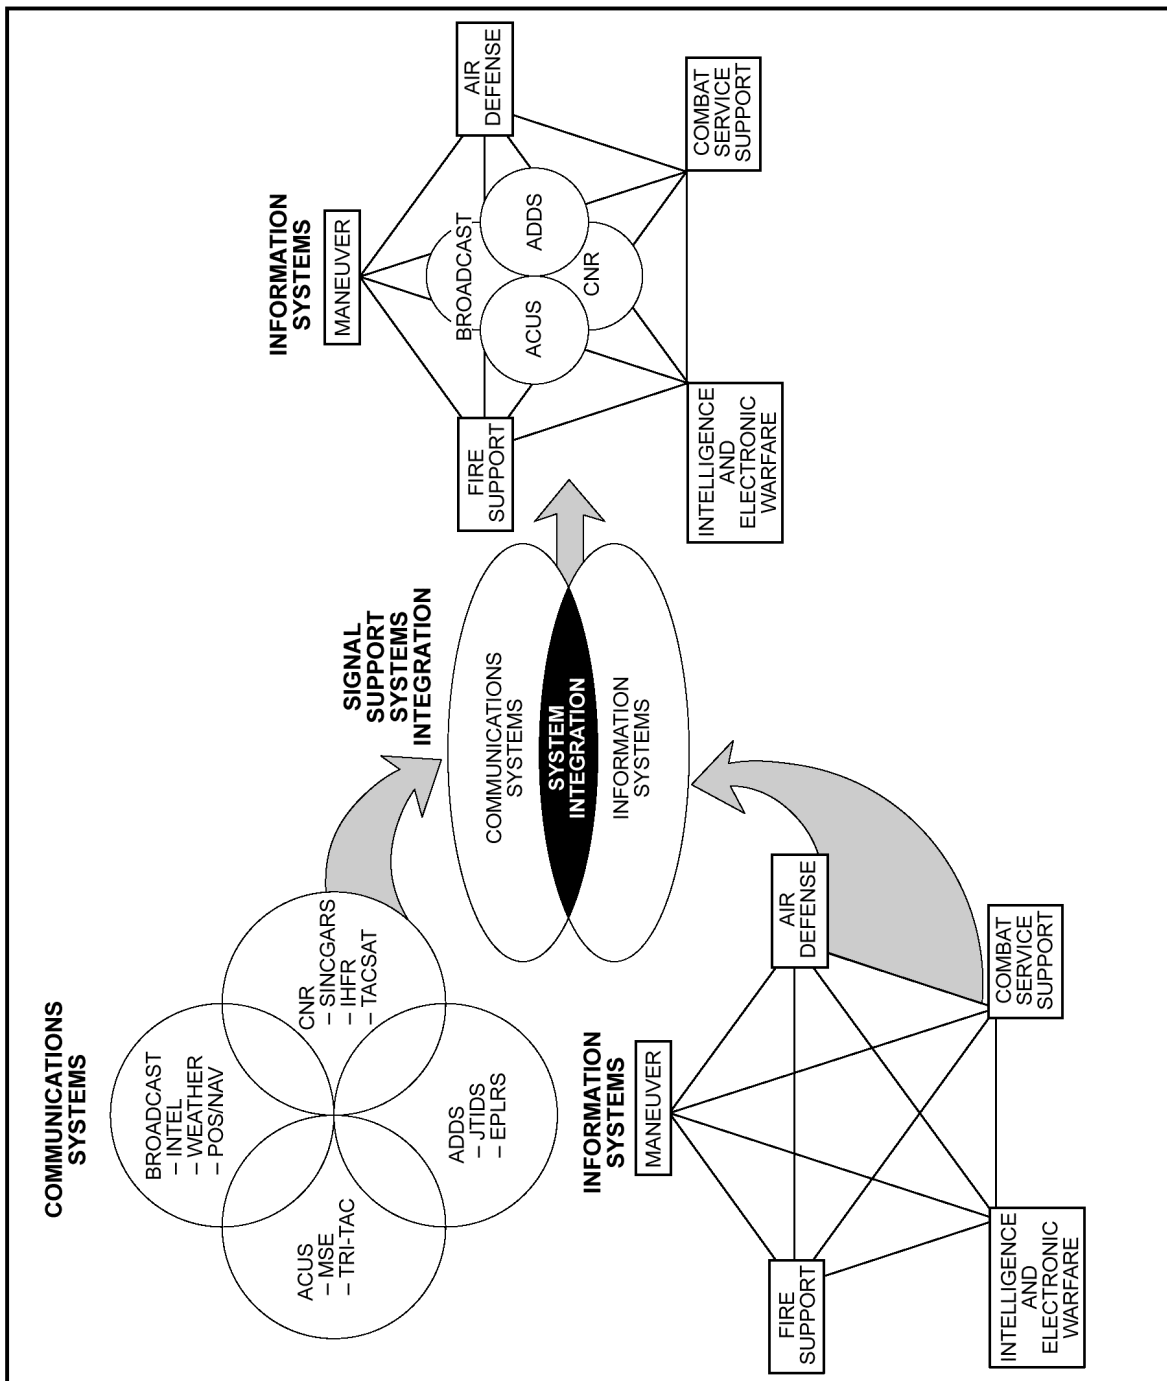 COMMUNICATIONS
SYSTEMS
BROADCAST
– INTEL
– WEATHER
– POS/NAV
ACUS
– MSE
– TRI-TAC
CNR
– SINCGARS
– IHFR
– TACSAT
ADDS
– JTIDS
– EPLRS
INFORMATION
SYSTEMS
MANEUVER
FIRE
SUPPORT
AIR
DEFENSE
INTELLIGENCE
AND
ELECTRONIC
WARFARE
COMBAT
SERVICE
SUPPORT
SIGNAL
SUPPORT
SYSTEMS
INTEGRATION
COMMUNICATIONS
SYSTEMS
SYSTEM
INTEGRATION
INFORMATION
SYSTEMS
INFORMATION
SYSTEMS
MANEUVER
FIRE
SUPPORT
AIR
DEFENSE
BROADCAST
ACUS
ADDS
CNR
INTELLIGENCE
AND
ELECTRONIC
WARFARE
COMBAT
SERVICE
SUPPORT